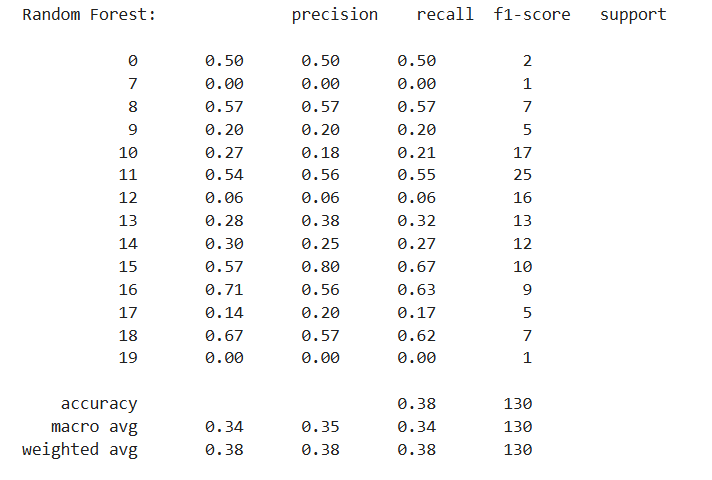 Random Forest: precision recall f1-score support
0 0.50 0.50 0.50 2
7 0.00 0.00 0.00 1
8 0.57 0.57 0.57 7
9 0.20 0.20 0.20 5
10 0.27 0.18 0.21 17
11 0.54 0.56 0.55 25
12 0.06 0.06 0.06 16
13 0.28 0.38 0.32 13
14 0.30 0.25 0.27 12
15 0.57 0.80 0.67 10
16 0.71 0.56 0.63 9
17 0.14 0.20 0.17 5
18 0.67 0.57 0.62 7
19 0.00 0.00 0.00 1
accuracy 0.38 130
macro avg 0.34 0.35 0.34 130
weighted avg 0.38 0.38 0.38 130